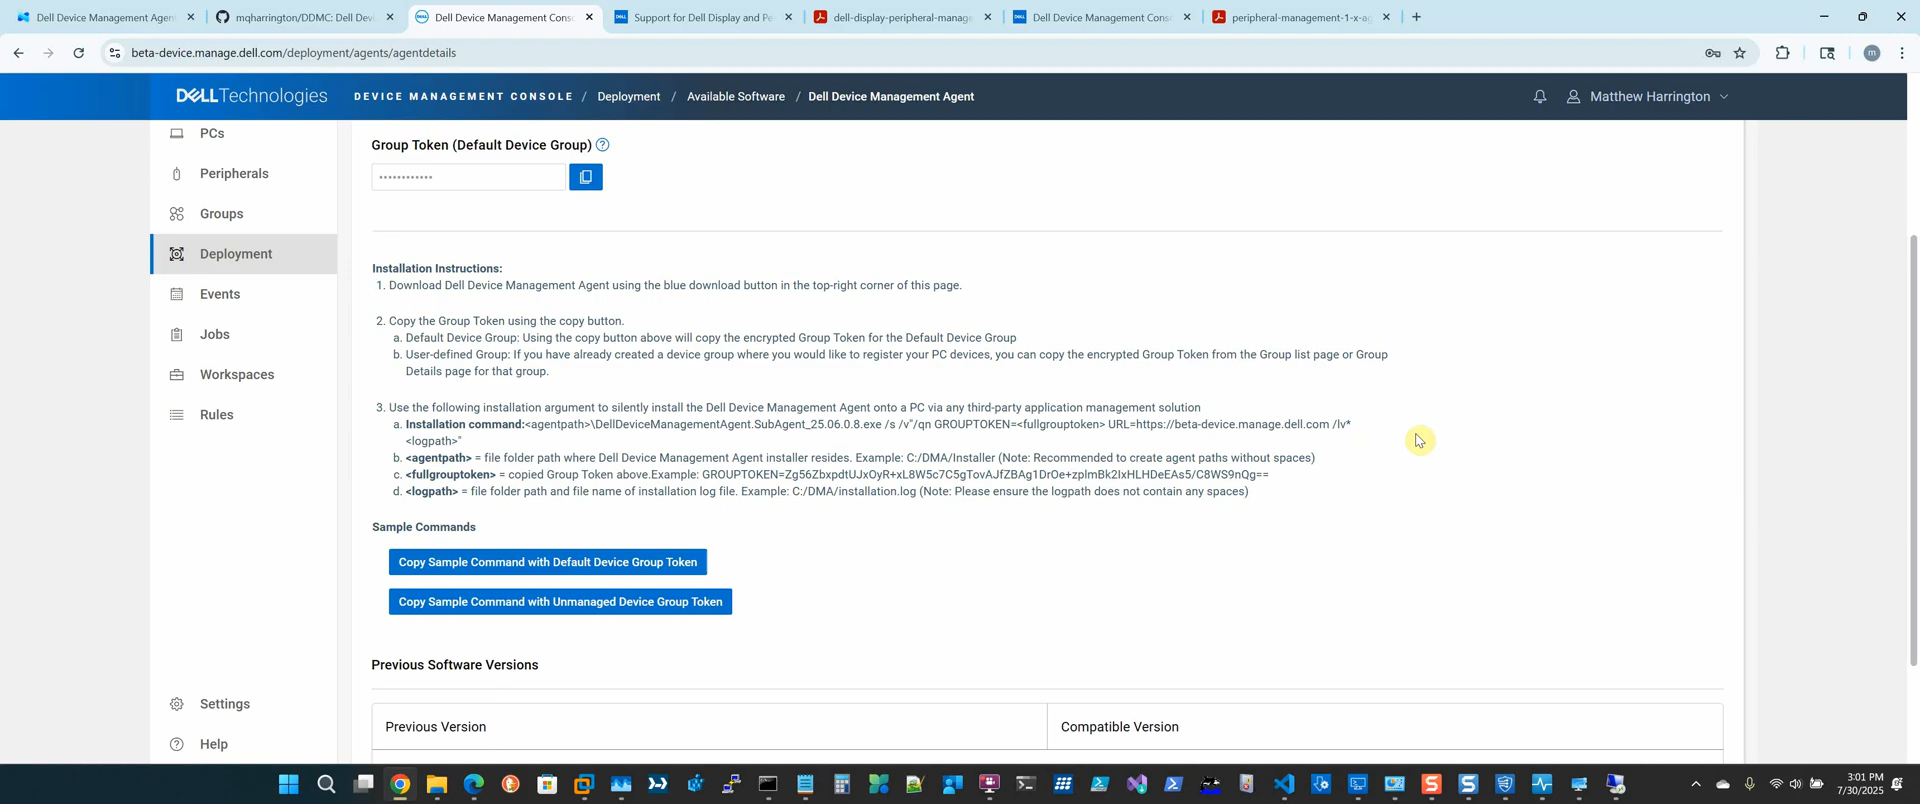 Dell Device Management Agent
mqharrington/DDMC: Dell Devi
Dell Device Management Conso
Support for Dell Display and Pe
dell-display-peripheral-manage
Dell Device Management Conso
peripheral-management-1-x-ag
beta-device.manage.dell.com/deployment/agents/agentdetails
m
DELLTechnologies
DEVICE MANAGEMENT CONSOLE / Deployment / Available Software / Dell Device Management Agent
Matthew Harrington
PCs
Peripherals
Groups
Deployment
Events
Jobs
Workspaces
Rules
Settings
Help
Group Token (Default Device Group)
Installation Instructions:
1. Download Dell Device Management Agent using the blue download button in the top-right corner of this page.
2. Copy the Group Token using the copy button.
a. Default Device Group: Using the copy button above will copy the encrypted Group Token for the Default Device Group
b. User-defined Group: If you have already created a device group where you would like to register your PC devices, you can copy the encrypted Group Token from the Group list page or Group
Details page for that group.
3. Use the following installation argument to silently install the Dell Device Management Agent onto a PC via any third-party application management solution
a. Installation command:<agentpath>\DellDeviceManagementAgent.SubAgent_25.06.0.8.exe /s /v"/qn GROUPTOKEN=<fullgrouptoken> URL=https://beta-device.manage.dell.com /lv*
<logpath>"
b. <agentpath> = file folder path where Dell Device Management Agent installer resides. Example: C:/DMA/Installer (Note: Recommended to create agent paths without spaces)
c. <fullgrouptoken> = copied Group Token above.Example: GROUPTOKEN=Zg56ZbxpdtUJxOyR+xL8W5c7C5gTovAJfZBAg1DrOe+zplmBk2IxHLHDeEAs5/C8WS9nQg==
d. <logpath> = file folder path and file name of installation log file. Example: C:/DMA/installation.log (Note: Please ensure the logpath does not contain any spaces)
Sample Commands
Copy Sample Command with Default Device Group Token
Copy Sample Command with Unmanaged Device Group Token
Previous Software Versions
Previous Version
Compatible Version
3:01 PM
7/30/2025